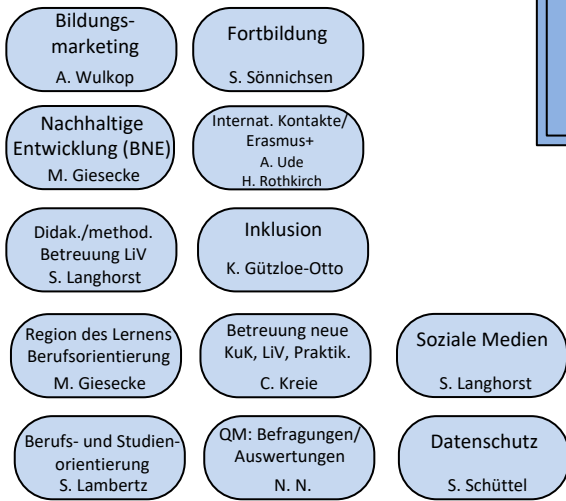 Bildungs-
marketing
A. Wulkop
Fortbildung
S. Sönnichsen
Nachhaltige
Entwicklung (BNE)
M. Giesecke
Internat. Kontakte/
Erasmus+
A. Ude
H. Rothkirch
Didak./method.
Betreuung LiV
S. Langhorst
Inklusion
K. Gützloe-Otto
Region des Lernens
Berufsorientierung
M. Giesecke
Betreuung neue
KuK, LiV, Praktik.
C. Kreie
Soziale Medien
S. Langhorst
Berufs- und Studien-
orientierung
S. Lambertz
QM: Befragungen/
Auswertungen
N. N.
Datenschutz
S. Schüttel